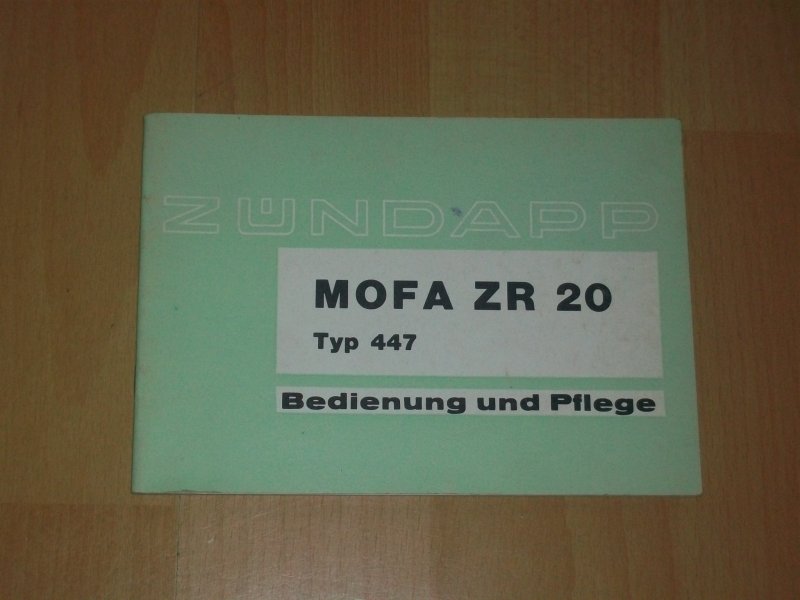 ZÜNDAPP
MOFA ZR 20
Typ 447
Bedienung und Pflege